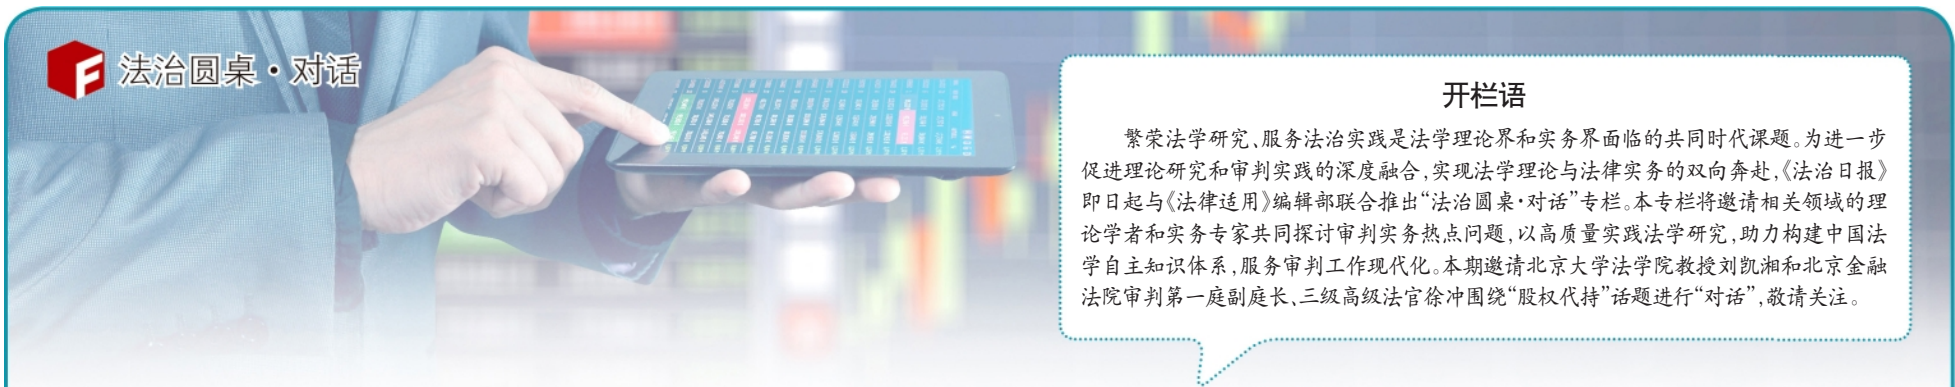 法治圆桌·对话
开栏语
繁荣法学研究、服务法治实践是法学理论界和实务界面临的共同时代课题。为进一步
促进理论研究和审判实践的深度融合,实现法学理论与法律实务的双向奔赴,《法治日报》
即日起与《法律适用》编辑部联合推出“法治圆桌·对话”专栏。本专栏将邀请相关领域的理
论学者和实务专家共同探讨审判实务热点问题,以高质量实践法学研究,助力构建中国法
学自主知识体系,服务审判工作现代化。本期邀请北京大学法学院教授刘凯湘和北京金融
法院审判第一庭副庭长、三级高级法官徐冲围绕“股权代持”话题进行“对话”,敬请关注。